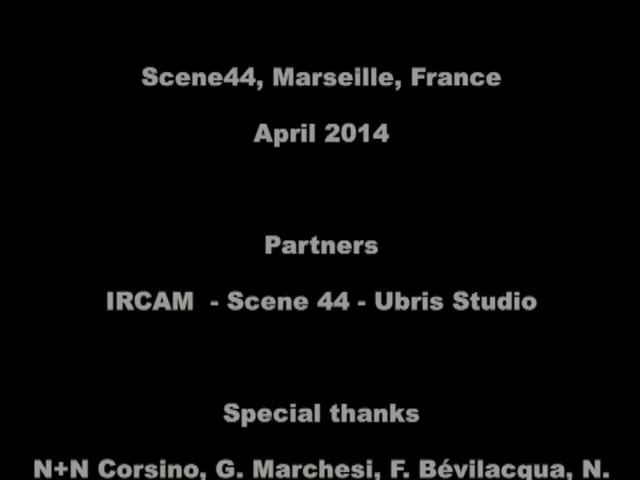 Scene44, Marseille, France
April 2014
Partners
IRCAM - Scene 44 - Ubris Studio
Special thanks
N+N Corsino, G. Marchesi, F. Bévilacqua, N.